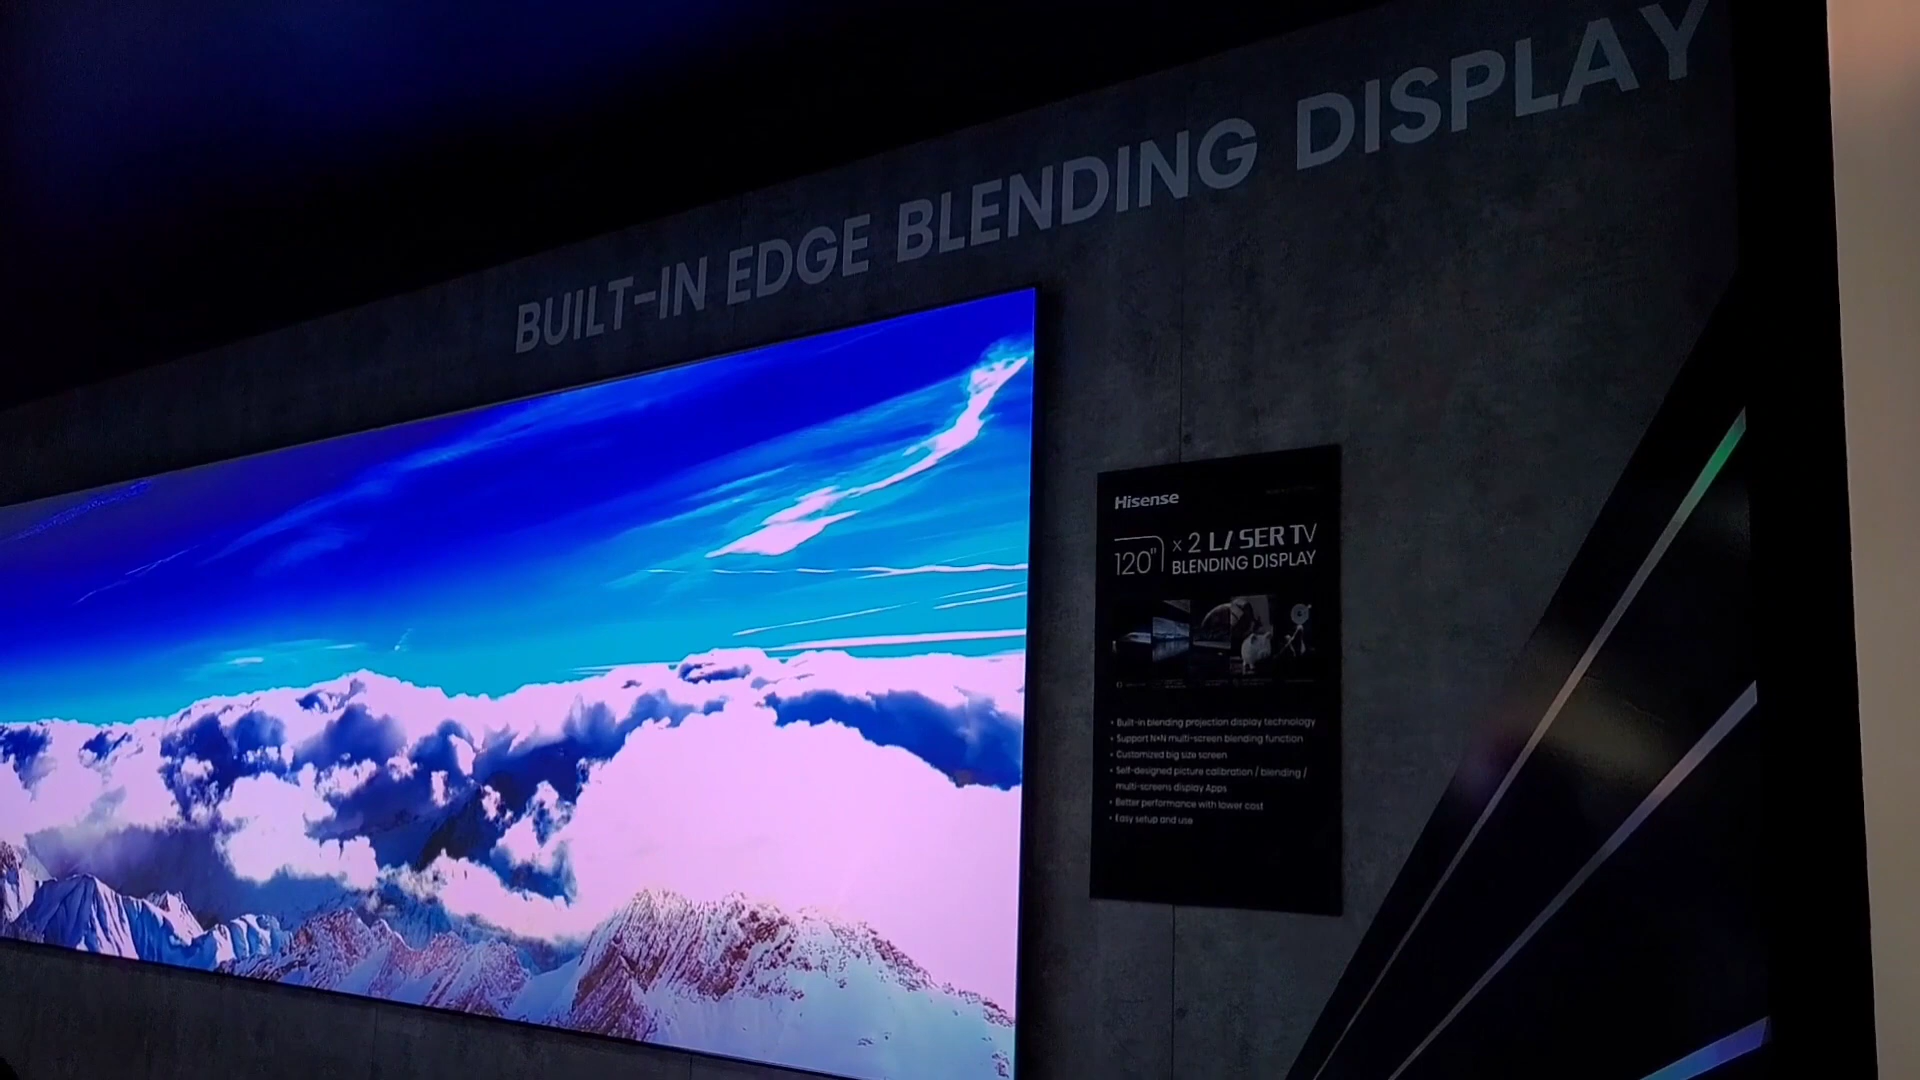 BUILT-IN EDGE BLENDING DISPLAY
Hisense
120" x 2 L/SER TV
BLENDING DISPLAY
• Built-in blending projection display technology
• Support N×N multi-screen blending function
• Customized big size screen
• Self-designed picture calibration / blending /
multi-screens display Apps
• Better performance with lower cost
• Easy setup and use